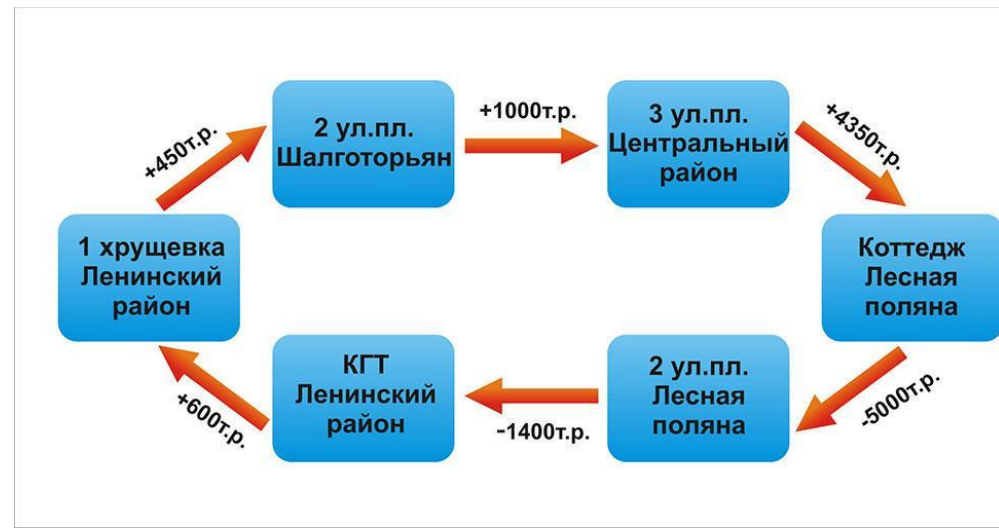 +450т.р.
2 ул.пл.
Шалготорьян
+1000т.р.
3 ул.пл.
Центральный
район
+4350т.р.
1 хрущевка
Ленинский
район
Коттедж
Лесная
поляна
+600т.р.
КГТ
Ленинский
район
-1400т.р.
2 ул.пл.
Лесная
поляна
-5000т.р.